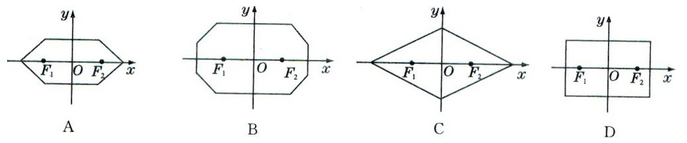 y
F₁ O F₂ x
A
y
F₁ O F₂ x
B
y
F₁ O F₂ x
C
y
F₁ O F₂ x
D